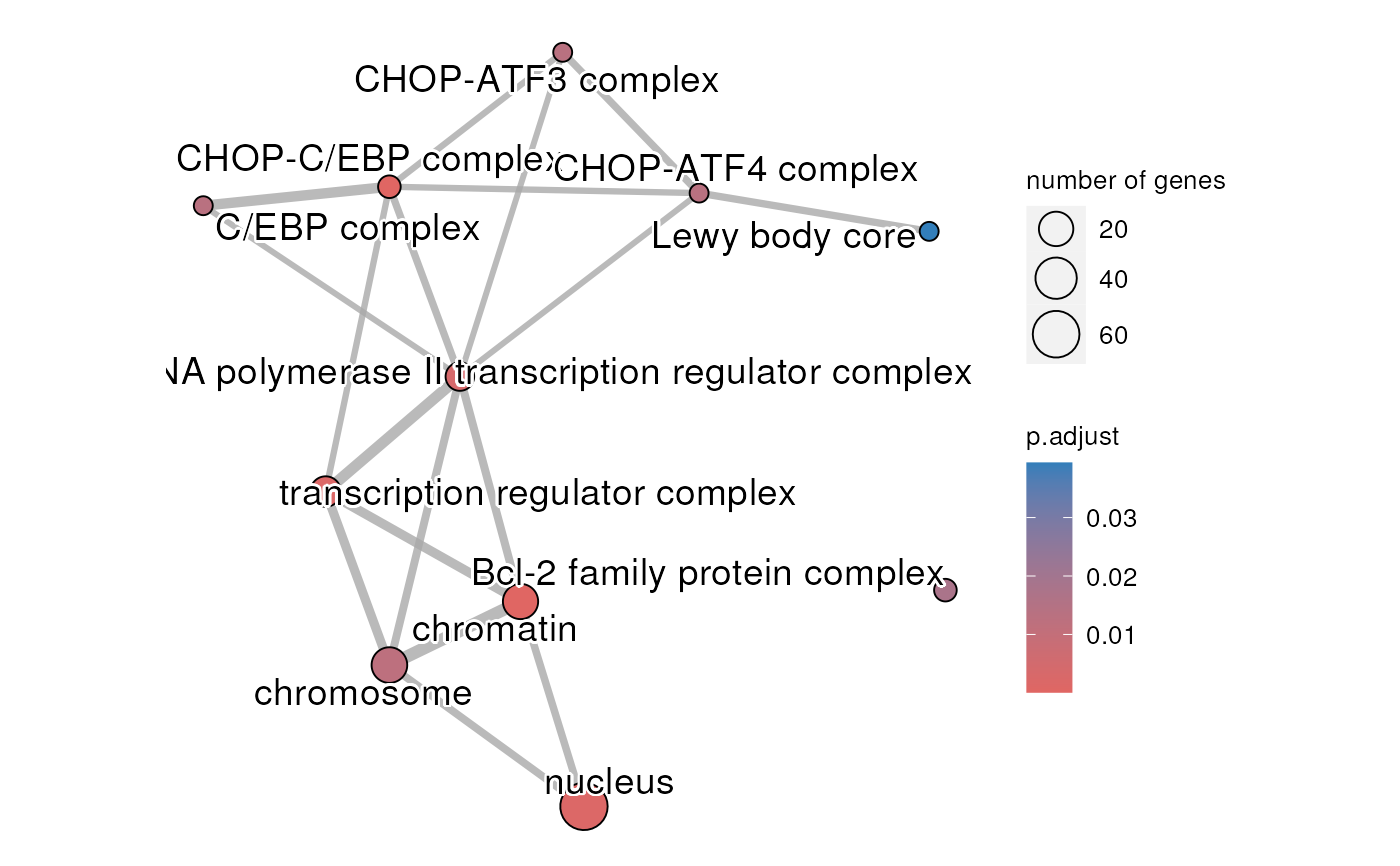 CHOP-ATF3 complex
CHOP-C/EBP complex
CHOP-ATF4 complex
C/EBP complex
Lewy body core
polymerase II transcription regulator complex
transcription regulator complex
Bcl-2 family protein complex
chromatin
chromosome
nucleus
number of genes
20
40
60
p.adjust
0.03
0.02
0.01